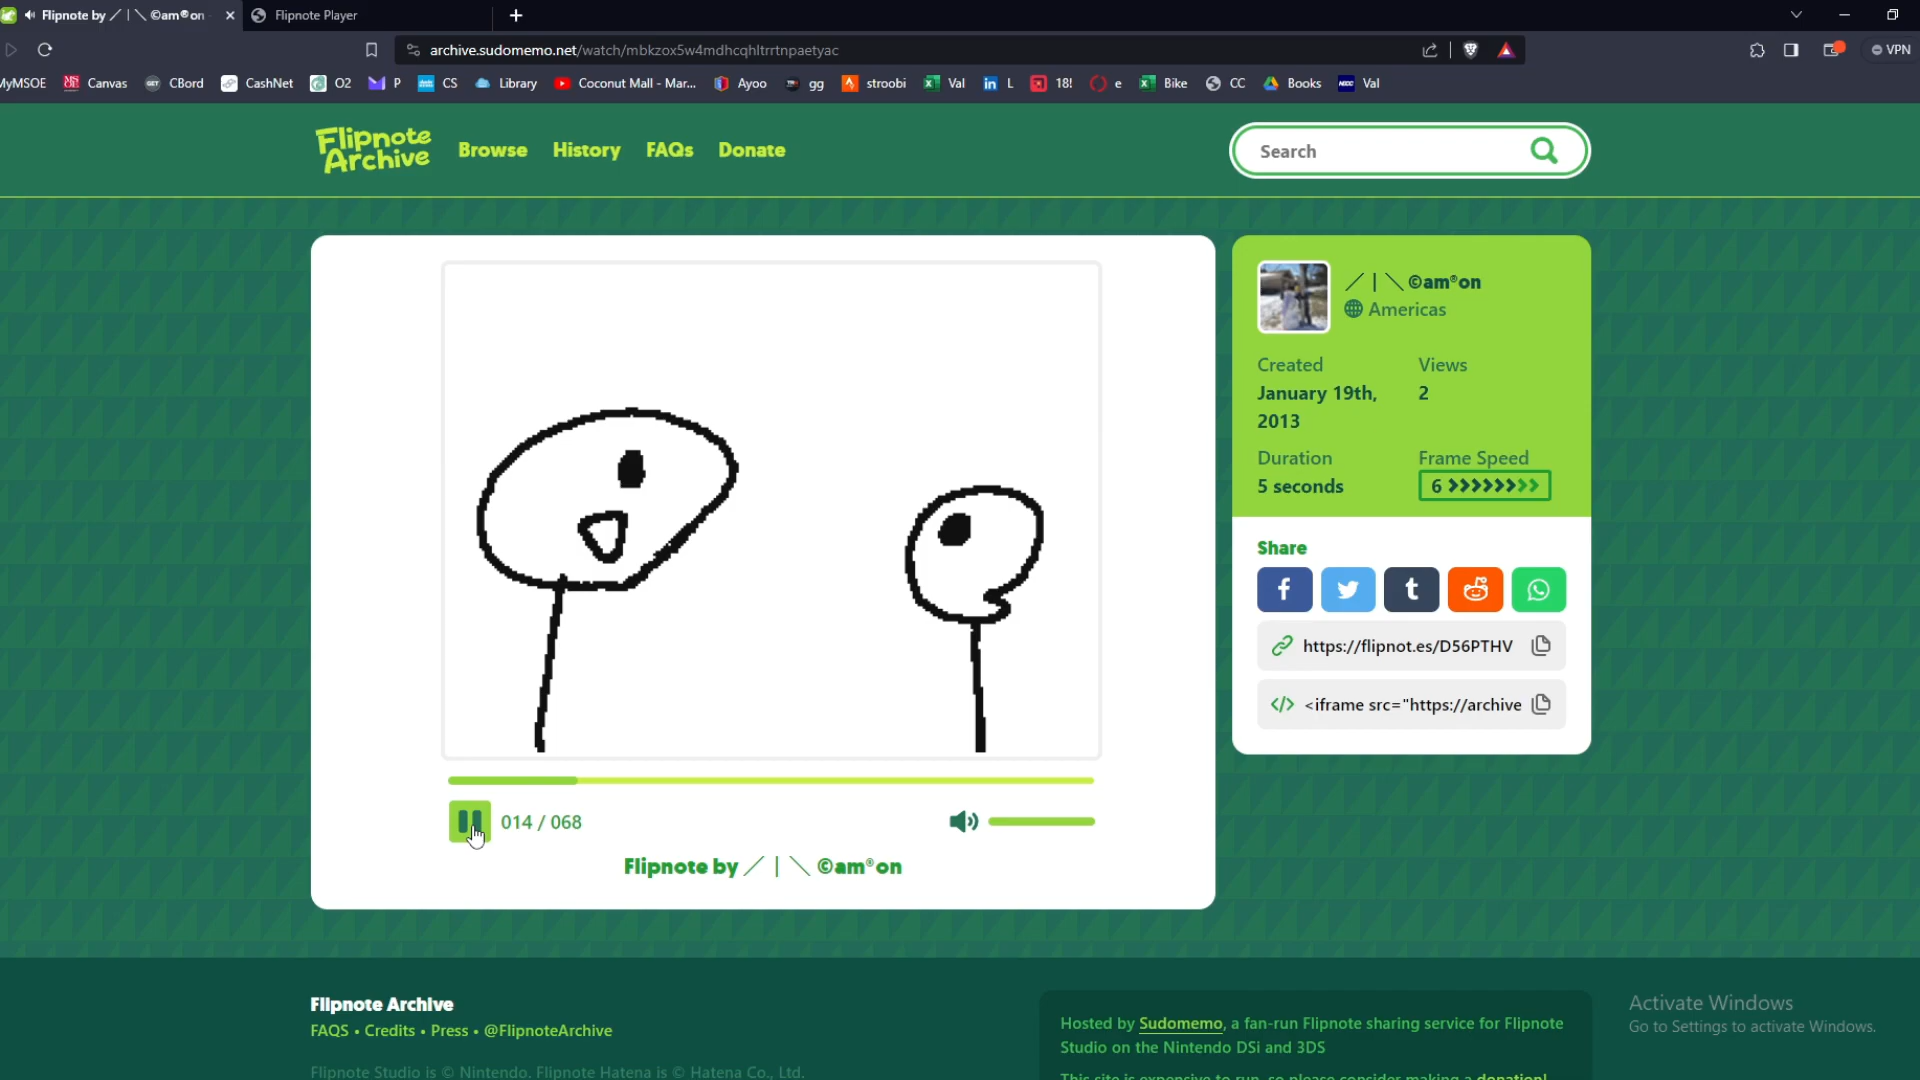 Flipnote by ／ | ＼ ©am®on
Flipnote Player
archive.sudomemo.net/watch/mbkzox5w4mdhcqhltrrtnpaetyac
VPN
MyMSOE Canvas CBord CashNet O2 P CS Library Coconut Mall - Mar... Ayoo gg stroobi Val L 18! e Bike CC Books Val
Flipnote Archive
Browse History FAQs Donate
Search
／ | ＼ ©am®on
Americas
Created
January 19th, 2013
Views
2
Duration
5 seconds
Frame Speed
6
Share
https://flipnot.es/D56PTHV
<iframe src="https://archive
014 / 068
Flipnote by ／ | ＼ ©am®on
Flipnote Archive
FAQS • Credits • Press • @FlipnoteArchive
Flipnote Studio is © Nintendo. Flipnote Hatena is © Hatena Co., Ltd.
Hosted by Sudomemo, a fan-run Flipnote sharing service for Flipnote
Studio on the Nintendo DSi and 3DS
This site is expensive to run, so please consider making a donation!
Activate Windows
Go to Settings to activate Windows.